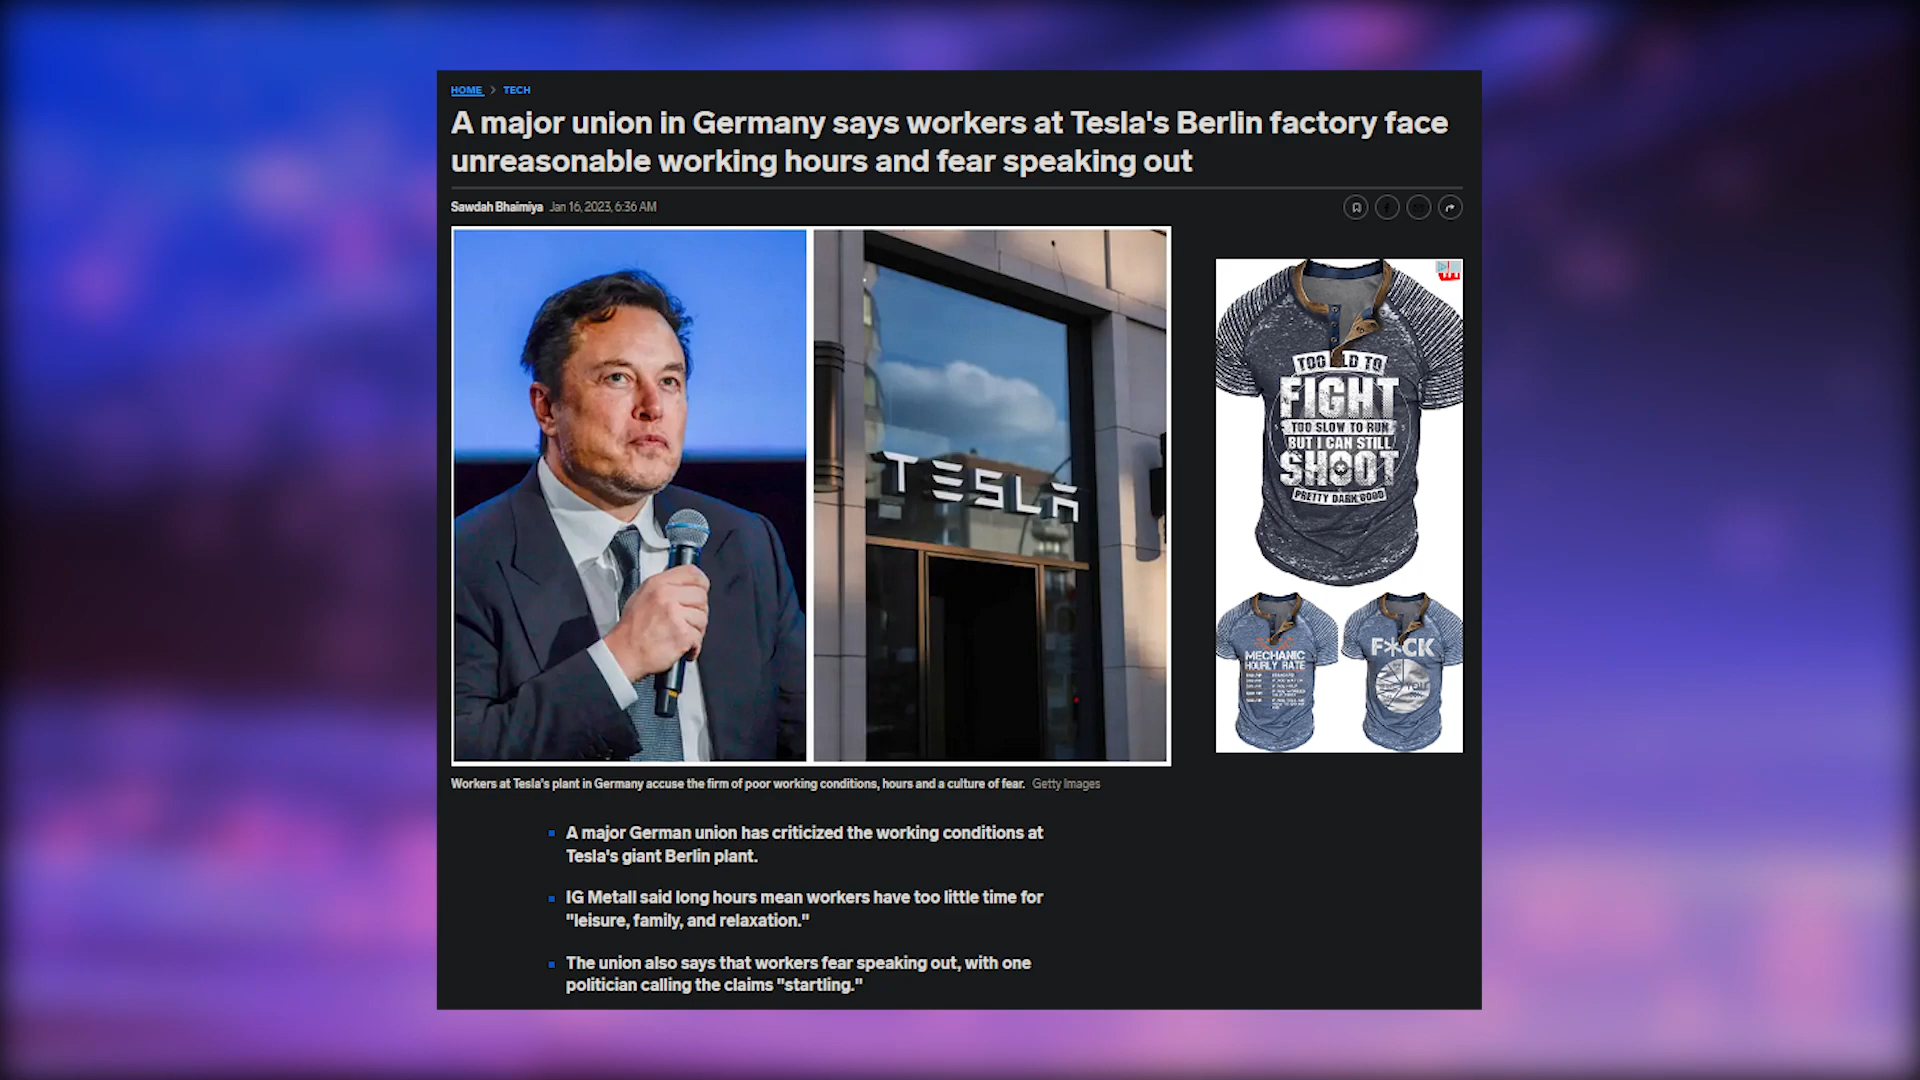 HOME > TECH
A major union in Germany says workers at Tesla's Berlin factory face
unreasonable working hours and fear speaking out
Sawdah Bhaimiya Jan 16, 2023, 6:36 AM
TESLA
TOO OLD TO
FIGHT
TOO SLOW TO RUN
BUT I CAN STILL
SHOOT
PRETTY DARN GOOD
MECHANIC
HOURLY RATE
F*CK
Workers at Tesla's plant in Germany accuse the firm of poor working conditions, hours and a culture of fear. Getty Images
A major German union has criticized the working conditions at
Tesla's giant Berlin plant.
IG Metall said long hours mean workers have too little time for
"leisure, family, and relaxation."
The union also says that workers fear speaking out, with one
politician calling the claims "startling."